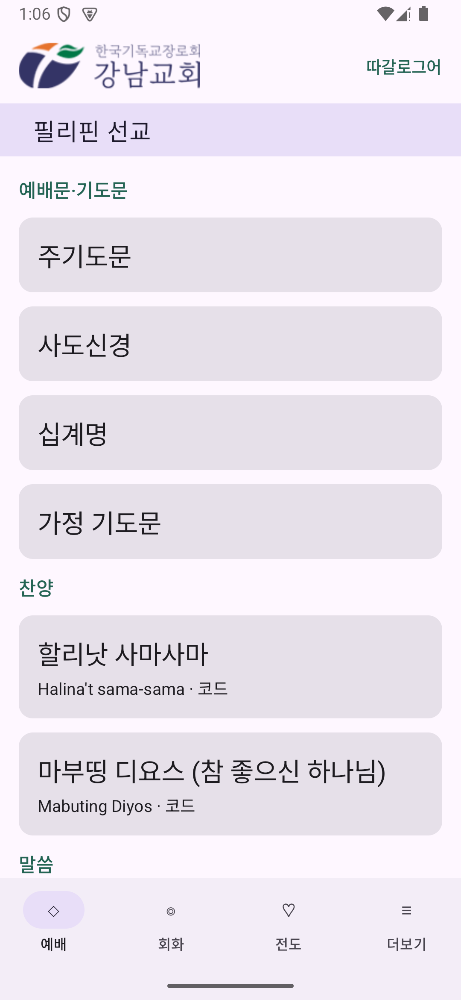 1:06
한국기독교장로회
강남교회
따갈로그어
필리핀 선교
예배문·기도문
주기도문
사도신경
십계명
가정 기도문
찬양
할리낫 사마사마
Halina't sama-sama · 코드
마부띵 디요스 (참 좋으신 하나님)
Mabuting Diyos · 코드
말씀
예배
회화
전도
더보기